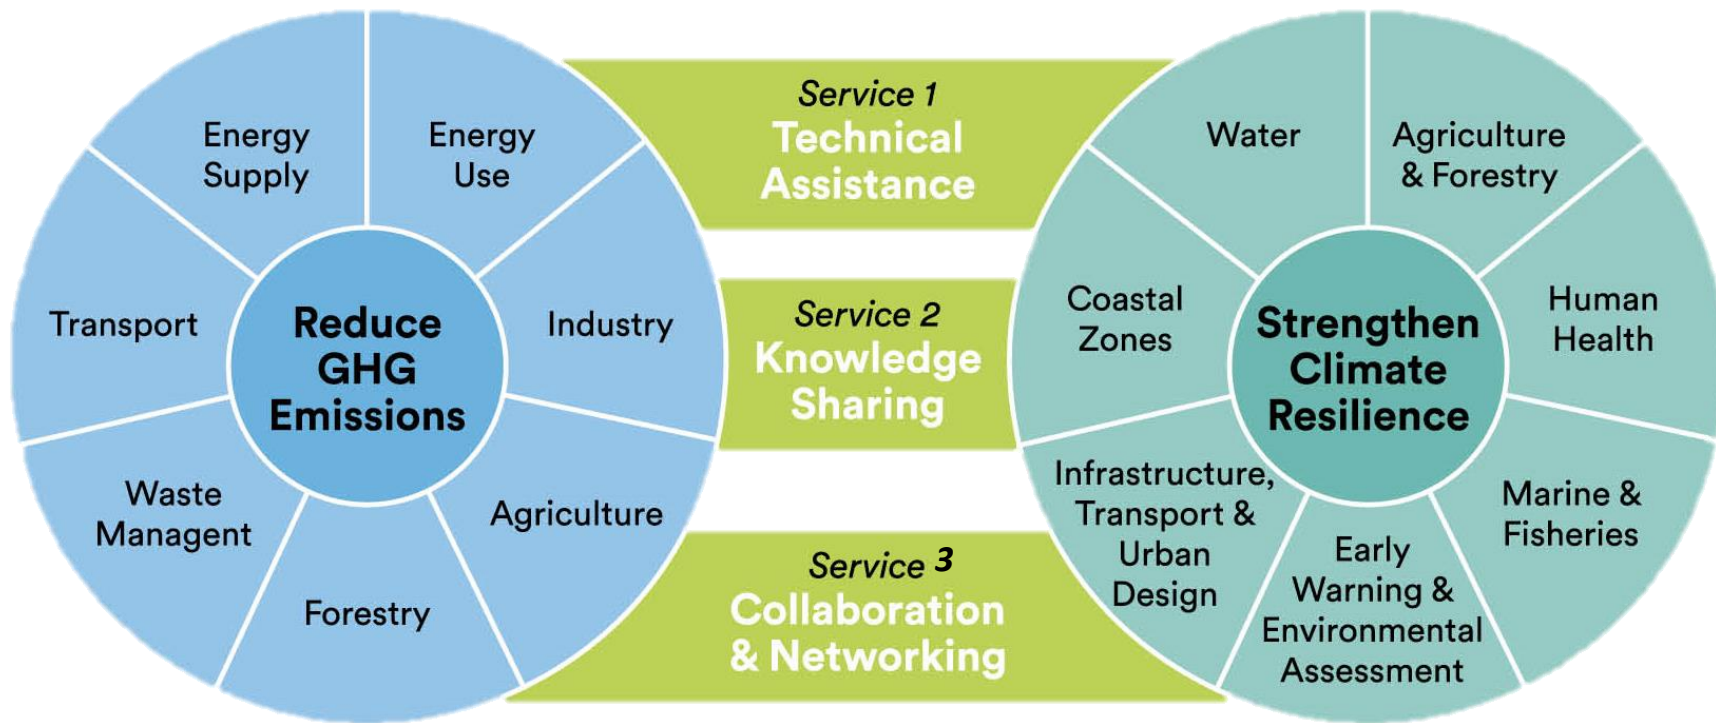 Energy
Supply
Energy
Use
Transport
Industry
Reduce
GHG
Emissions
Waste
Managent
Agriculture
Forestry
Service 1
Technical
Assistance
Service 2
Knowledge
Sharing
Service 3
Collaboration
& Networking
Water
Agriculture
& Forestry
Coastal
Zones
Human
Health
Strengthen
Climate
Resilience
Infrastructure,
Transport &
Urban
Design
Marine &
Fisheries
Early
Warning &
Environmental
Assessment